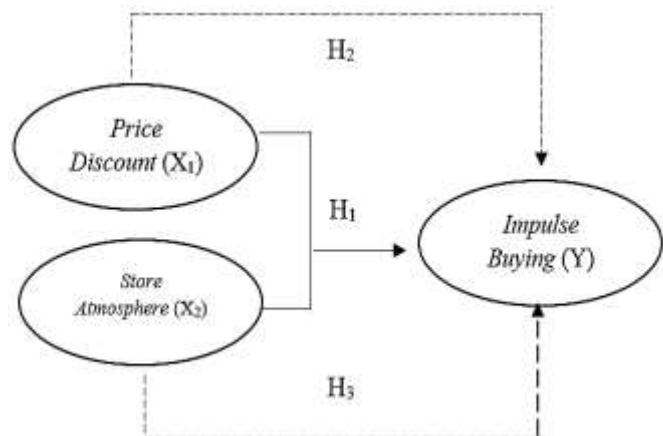 H₂
Price
Discount (X₁)
H₁
Impulse
Buying (Y)
Store
Atmosphere (X₂)
H₃